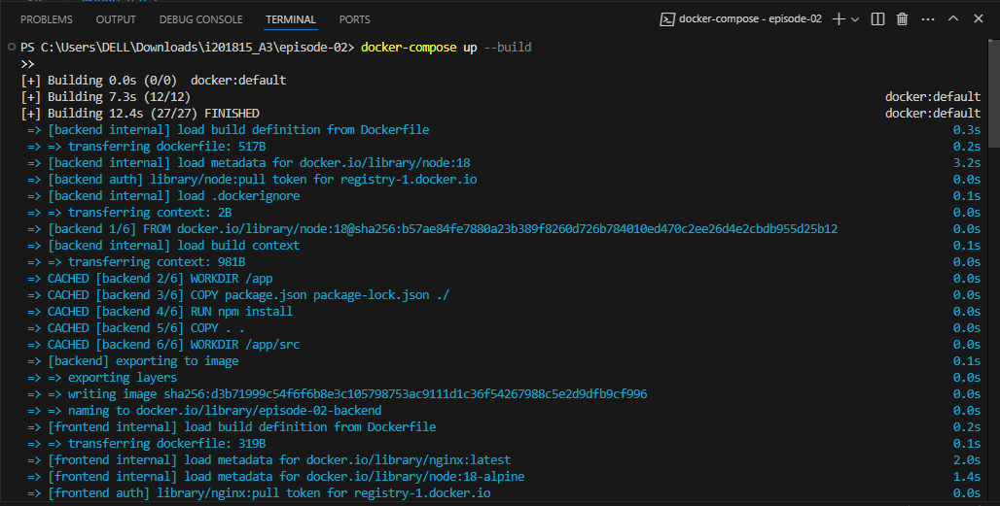 PROBLEMS OUTPUT DEBUG CONSOLE TERMINAL PORTS docker-compose - episode-02
PS C:\Users\DELL\Downloads\i201815_A3\episode-02> docker-compose up --build
>>
[+] Building 0.0s (0/0) docker:default
[+] Building 7.3s (12/12) docker:default
[+] Building 12.4s (27/27) FINISHED docker:default
=> [backend internal] load build definition from Dockerfile 0.3s
=> => transferring dockerfile: 517B 0.2s
=> [backend internal] load metadata for docker.io/library/node:18 3.2s
=> [backend auth] library/node:pull token for registry-1.docker.io 0.0s
=> [backend internal] load .dockerignore 0.1s
=> => transferring context: 2B 0.0s
=> [backend 1/6] FROM docker.io/library/node:18@sha256:b57ae84fe7880a23b389f8260d726b784010ed470c2ee26d4e2cbdb955d25b12 0.0s
=> [backend internal] load build context 0.1s
=> => transferring context: 981B 0.0s
=> CACHED [backend 2/6] WORKDIR /app 0.0s
=> CACHED [backend 3/6] COPY package.json package-lock.json ./ 0.0s
=> CACHED [backend 4/6] RUN npm install 0.0s
=> CACHED [backend 5/6] COPY . . 0.0s
=> CACHED [backend 6/6] WORKDIR /app/src 0.0s
=> [backend] exporting to image 0.1s
=> => exporting layers 0.0s
=> => writing image sha256:d3b71999c54f6f6b8e3c105798753ac9111d1c36f54267988c5e2d9dfb9cf996 0.0s
=> => naming to docker.io/library/episode-02-backend 0.0s
=> [frontend internal] load build definition from Dockerfile 0.2s
=> => transferring dockerfile: 319B 0.1s
=> [frontend internal] load metadata for docker.io/library/nginx:latest 2.0s
=> [frontend internal] load metadata for docker.io/library/node:18-alpine 1.4s
=> [frontend auth] library/nginx:pull token for registry-1.docker.io 0.0s